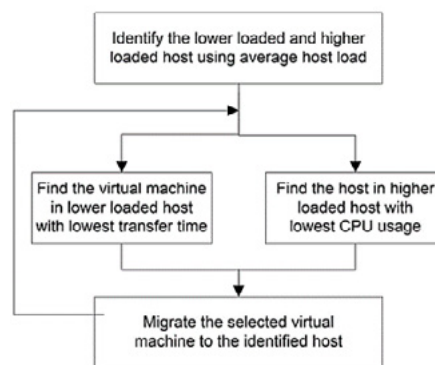 Identify the lower loaded and higher
loaded host using average host load
Find the virtual machine
in lower loaded host
with lowest transfer time
Find the host in higher
loaded host with
lowest CPU usage
Migrate the selected virtual
machine to the identified host